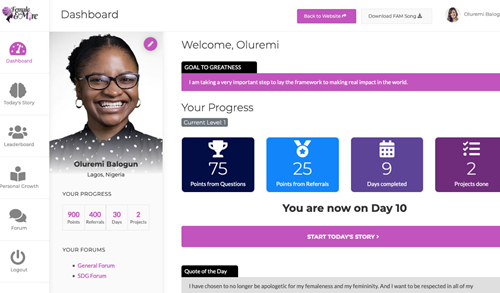 Female
& More
Dashboard
Back to Website
Download FAM Song
Oluremi Balogun
Dashboard
Today's Story
Leaderboard
Personal Growth
Forum
Logout
Oluremi Balogun
Lagos, Nigeria
YOUR PROGRESS
900
Points
400
Referrals
30
Days
2
Projects
YOUR FORUMS
General Forum
SDG Forum
Welcome, Oluremi
GOAL TO GREATNESS
I am taking a very important step to lay the framework to making real impact in the world.
Your Progress
Current Level: 1
75
Points from Questions
25
Points from Referrals
9
Days completed
2
Projects done
You are now on Day 10
START TODAY'S STORY >
Quote of the Day
I have chosen to no longer be apologetic for my femaleness and my femininity. And I want to be respected in all of my